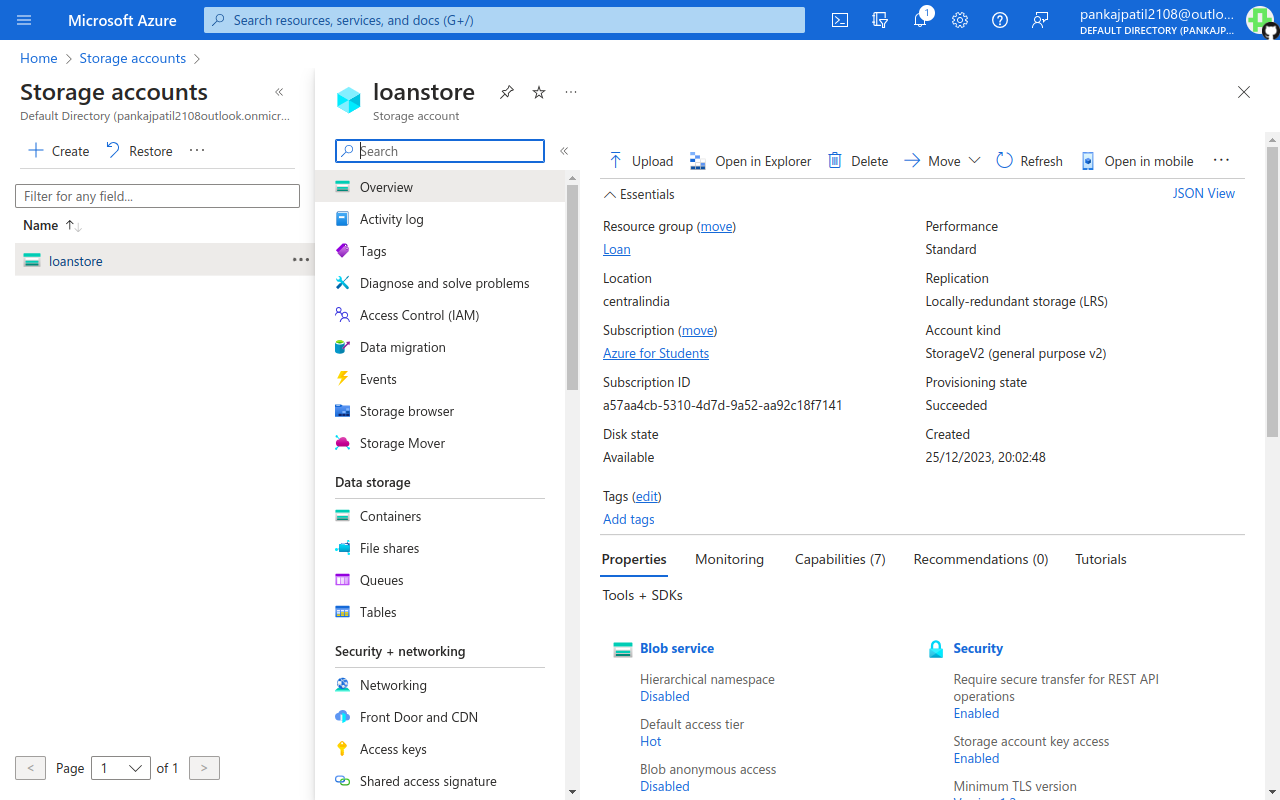 Microsoft Azure
Search resources, services, and docs (G+/)
1
pankajpatil2108@outlo...
DEFAULT DIRECTORY (PANKAJP...
Home
Storage accounts
Storage accounts
Default Directory (pankajpatil2108outlook.onmicr...
Create
Restore
Filter for any field...
Name
loanstore
Page
1
of 1
<
>
loanstore
Storage account
Search
Overview
Activity log
Tags
Diagnose and solve problems
Access Control (IAM)
Data migration
Events
Storage browser
Storage Mover
Data storage
Containers
File shares
Queues
Tables
Security + networking
Networking
Front Door and CDN
Access keys
Shared access signature
Upload
Open in Explorer
Delete
Move
Refresh
Open in mobile
Essentials
JSON View
Resource group (move)
Loan
Location
centralindia
Subscription (move)
Azure for Students
Subscription ID
a57aa4cb-5310-4d7d-9a52-aa92c18f7141
Disk state
Available
Performance
Standard
Replication
Locally-redundant storage (LRS)
Account kind
StorageV2 (general purpose v2)
Provisioning state
Succeeded
Created
25/12/2023, 20:02:48
Tags (edit)
Add tags
Properties
Monitoring
Capabilities (7)
Recommendations (0)
Tutorials
Tools + SDKs
Blob service
Hierarchical namespace
Disabled
Default access tier
Hot
Blob anonymous access
Disabled
Security
Require secure transfer for REST API
operations
Enabled
Storage account key access
Enabled
Minimum TLS version